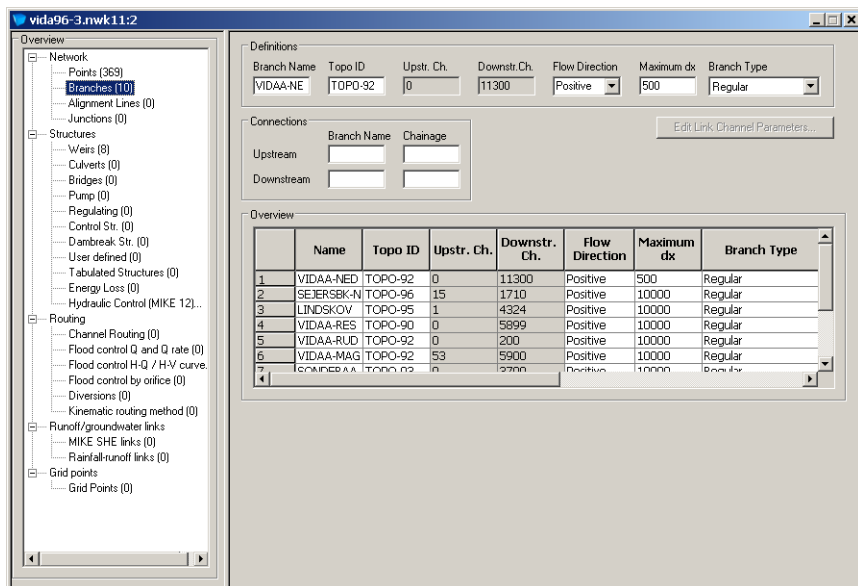 vida96-3.nwk11:2
Overview
Network
Points (369)
Branches (10)
Alignment Lines (0)
Junctions (0)
Structures
Weirs (8)
Culverts (0)
Bridges (0)
Pump (0)
Regulating (0)
Control Str. (0)
Dambreak Str. (0)
User defined (0)
Tabulated Structures (0)
Energy Loss (0)
Hydraulic Control (MIKE 12)...
Routing
Channel Routing (0)
Flood control Q and Q rate (0)
Flood control H-Q / H-V curve.
Flood control by orifice (0)
Diversions (0)
Kinematic routing method (0)
Runoff/groundwater links
MIKE SHE links (0)
Rainfall-runoff links (0)
Grid points
Grid Points (0)
Definitions
Branch Name Topo ID Upstr. Ch. Downstr.Ch. Flow Direction Maximum dx Branch Type
VIDAA-NE TOPO-92 0 11300 Positive 500 Regular
Connections
Branch Name Chainage
Upstream
Downstream
Edit Link Channel Parameters...
Overview
Name Topo ID Upstr. Ch. Downstr. Ch. Flow Direction Maximum dx Branch Type
1 VIDAA-NED TOPO-92 0 11300 Positive 500 Regular
2 SEJERSBK-N TOPO-96 15 1710 Positive 10000 Regular
3 LINDSKOV TOPO-95 1 4324 Positive 10000 Regular
4 VIDAA-RES TOPO-90 0 5899 Positive 10000 Regular
5 VIDAA-RUD TOPO-92 0 200 Positive 10000 Regular
6 VIDAA-MAG TOPO-92 53 5900 Positive 10000 Regular
7 SONDERAA 0 3700 Positive 10000 Regular